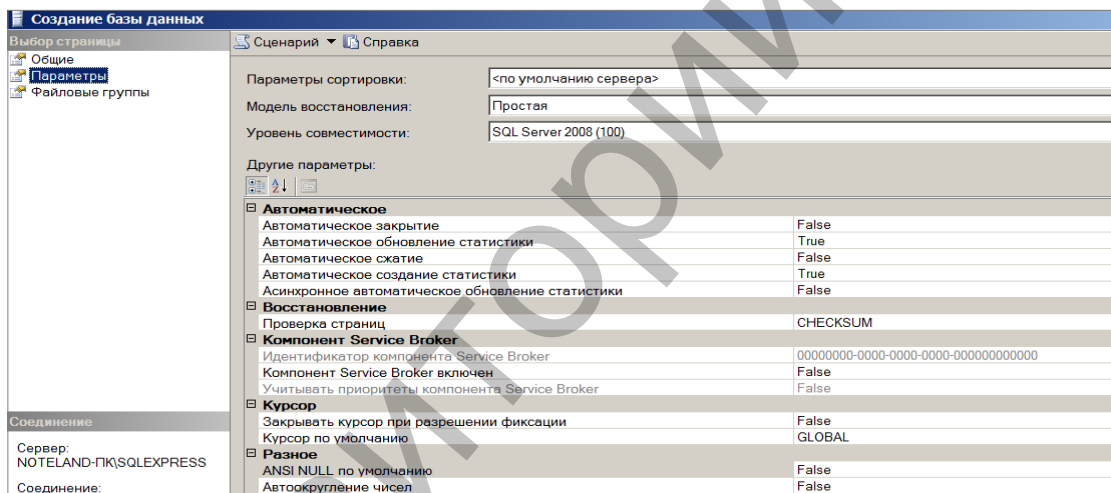 Создание базы данных
Выбор страницы
Общие
Параметры
Файловые группы
Сценарий Справка
Параметры сортировки: <по умолчанию сервера>
Модель восстановления: Простая
Уровень совместимости: SQL Server 2008 (100)
Другие параметры:
Автоматическое
Автоматическое закрытие False
Автоматическое обновление статистики True
Автоматическое сжатие False
Автоматическое создание статистики True
Асинхронное автоматическое обновление статистики False
Восстановление
Проверка страниц CHECKSUM
Компонент Service Broker
Идентификатор компонента Service Broker 00000000-0000-0000-0000-000000000000
Компонент Service Broker включен False
Учитывать приоритеты компонента Service Broker False
Курсор
Закрывать курсор при разрешении фиксации False
Курсор по умолчанию GLOBAL
Разное
ANSI NULL по умолчанию False
Автоокругление чисел False
Соединение
Сервер:
NOTELAND-ПК\SQLEXPRESS
Соединение: